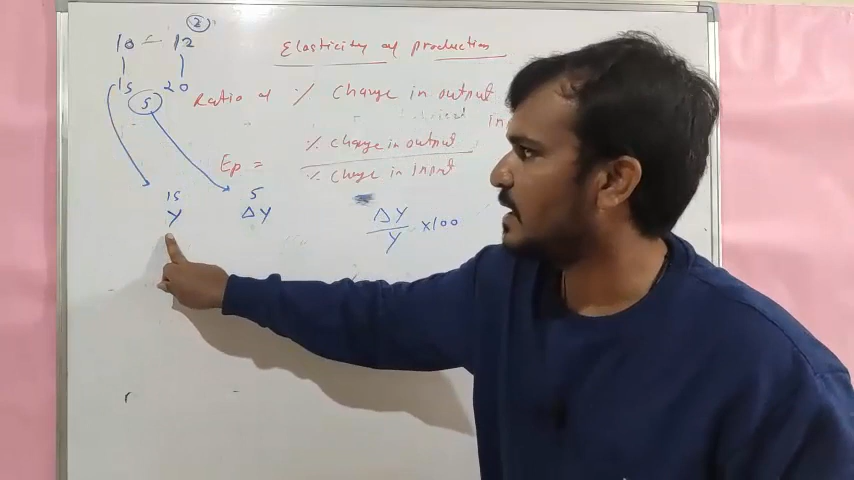 2
10 - 12
Elasticity of production
15 20
5
Ratio of % change in output
in
Ep = % change in output
% change in input
15 5
Y ΔY
ΔY
Y ×100